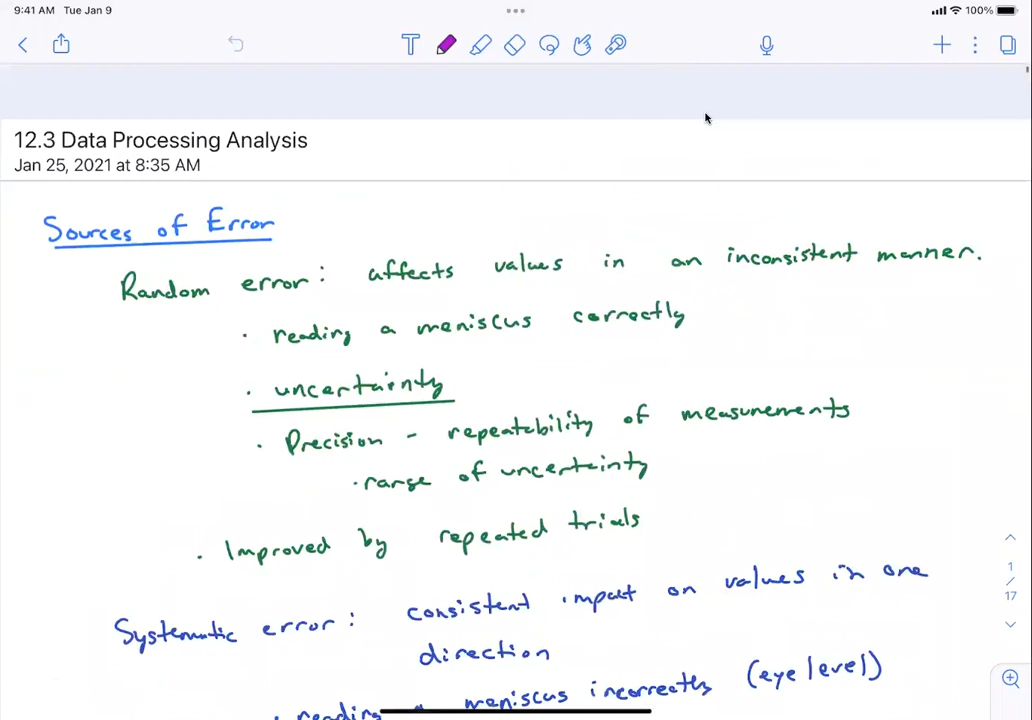 9:41 AM Tue Jan 9
100%
12.3 Data Processing Analysis
Jan 25, 2021 at 8:35 AM
Sources of Error
Random error: affects values in an inconsistent manner.
· reading a meniscus correctly
· uncertainty
· Precision - repeatability of measurements
· range of uncertainty
· Improved by repeated trials
1
/
17
Systematic error: consistent impact on values in one
direction
· reading a meniscus incorrectly (eye level)